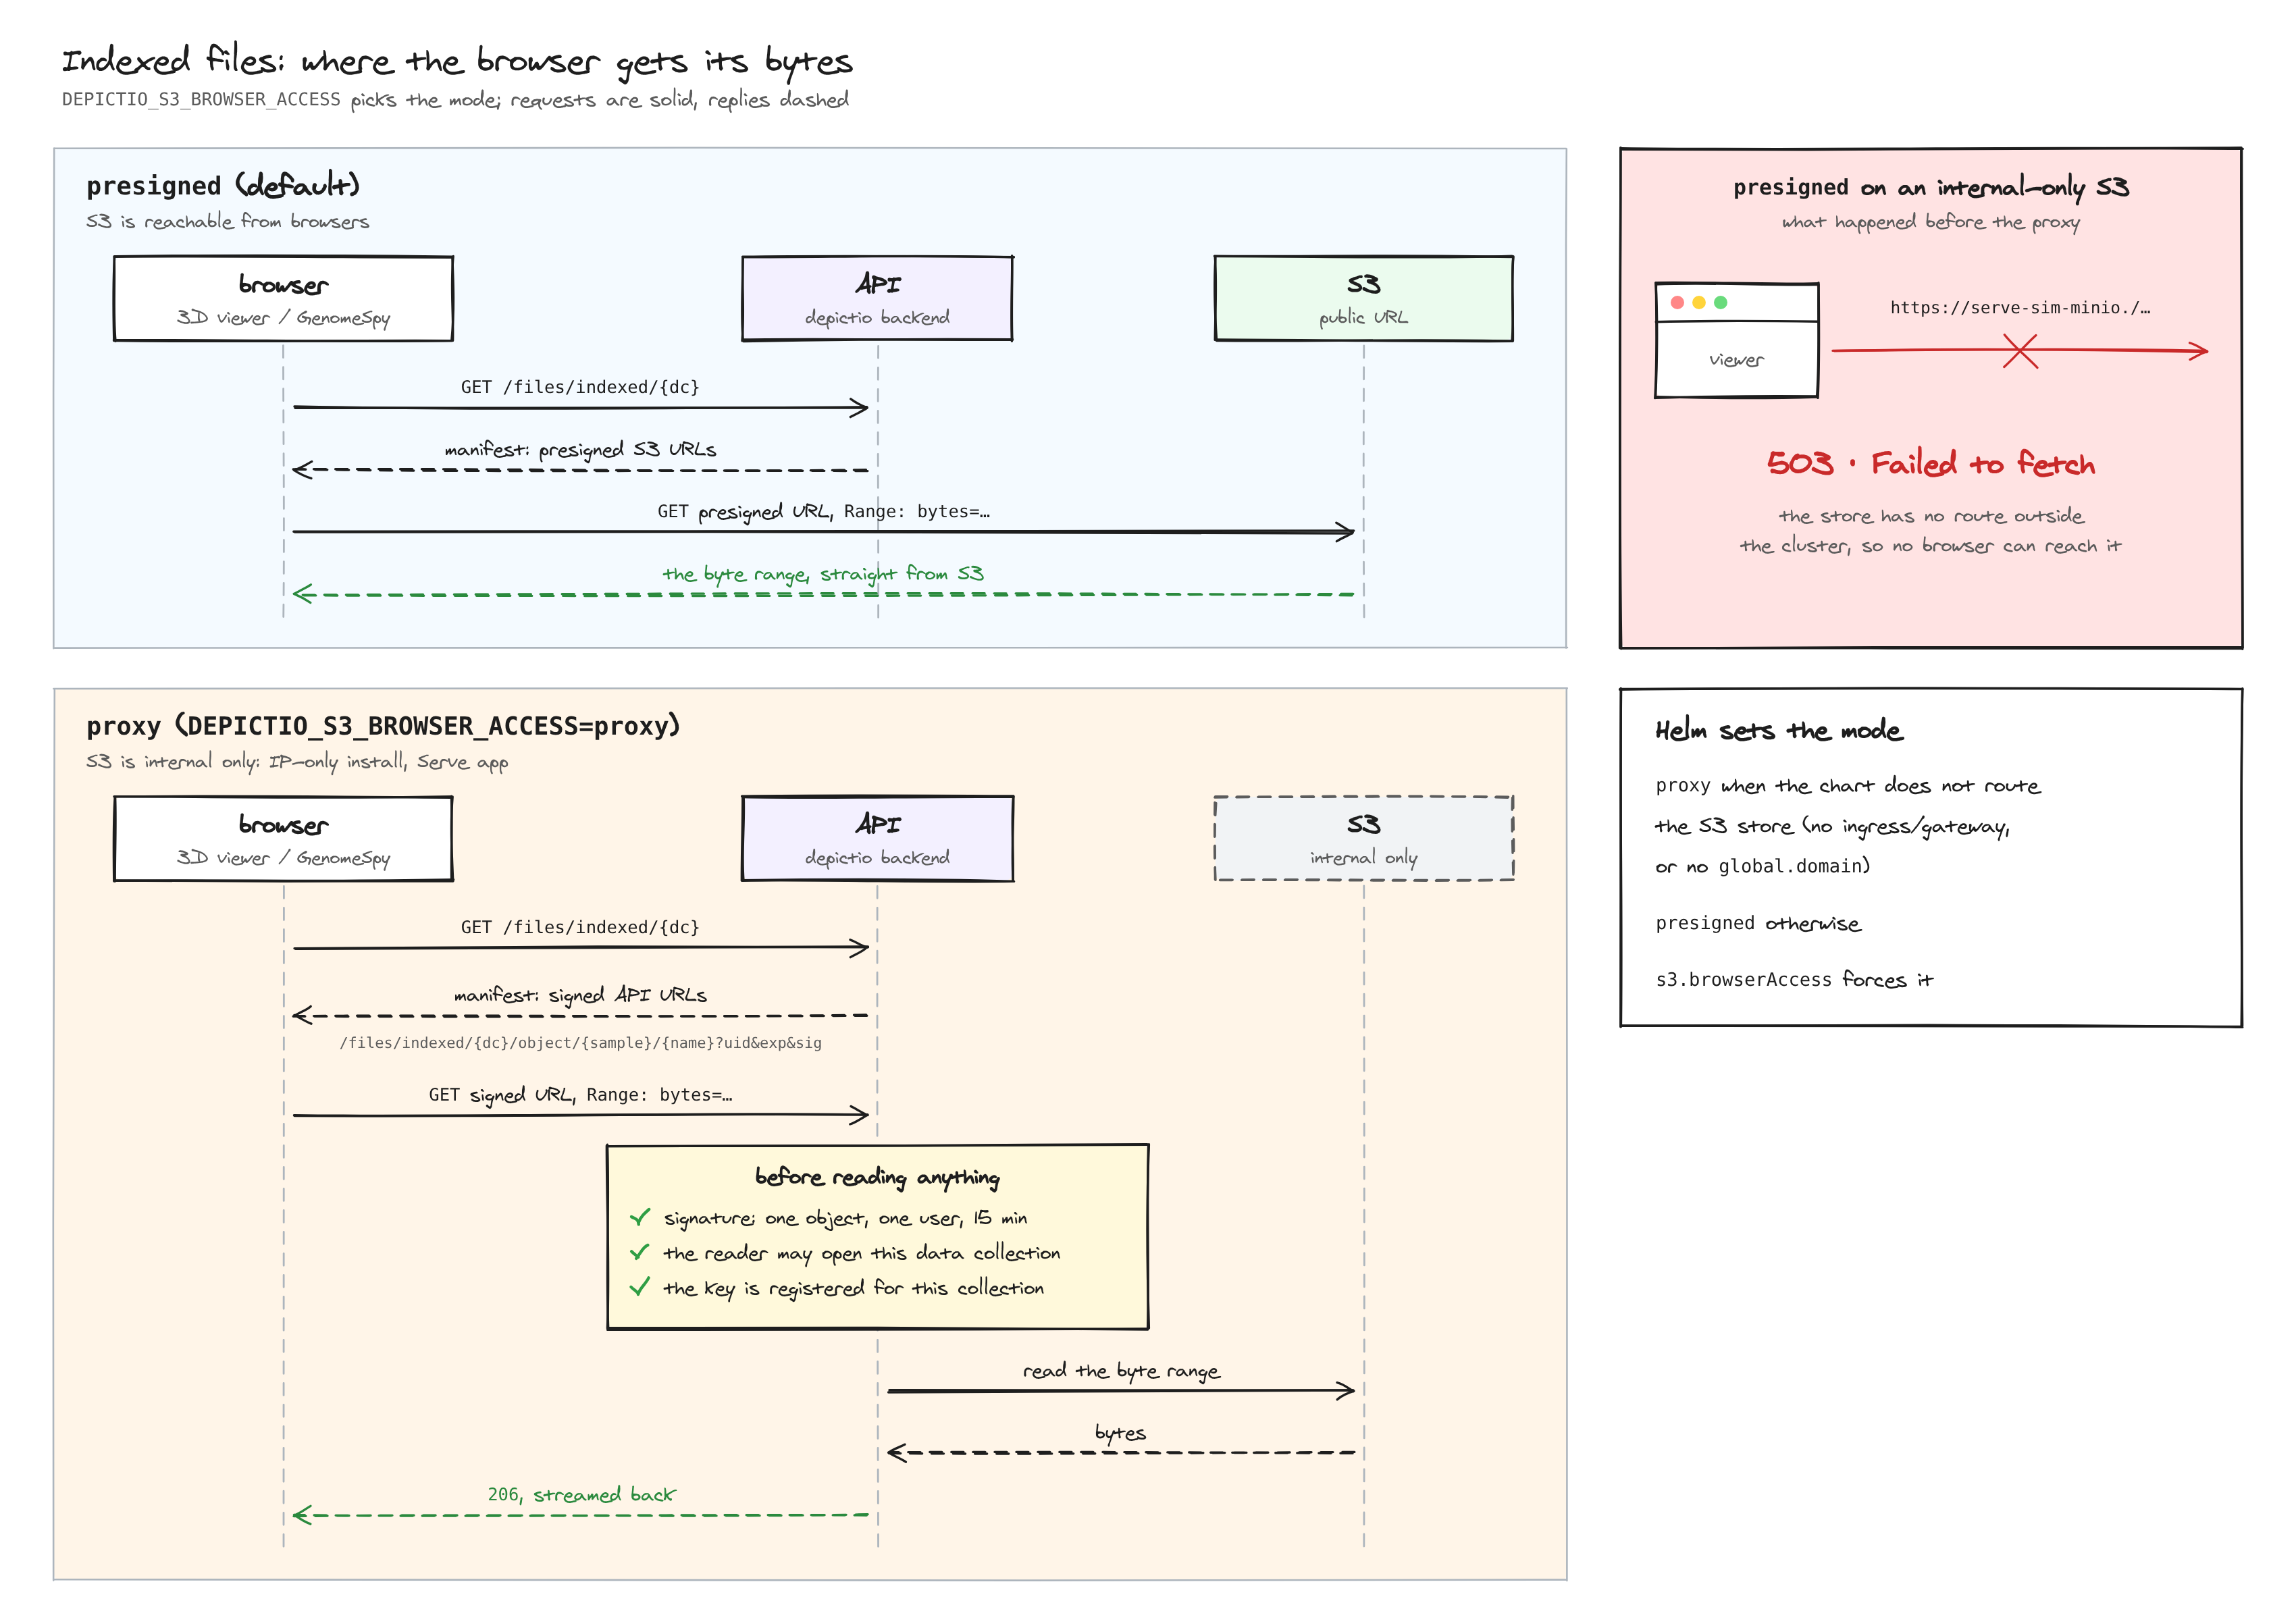 Indexed files: where the browser gets its bytes
DEPICTIO_S3_BROWSER_ACCESS picks the mode; requests are solid, replies dashed
presigned (default)
S3 is reachable from browsers
browser
3D viewer / GenomeSpy
API
depictio backend
S3
public URL
GET /files/indexed/{dc}
manifest: presigned S3 URLs
GET presigned URL, Range: bytes=…
the byte range, straight from S3
presigned on an internal-only S3
what happened before the proxy
viewer
https://serve-sim-minio./…
503 · Failed to fetch
the store has no route outside
the cluster, so no browser can reach it
proxy (DEPICTIO_S3_BROWSER_ACCESS=proxy)
S3 is internal only: IP-only install, Serve app
browser
3D viewer / GenomeSpy
API
depictio backend
S3
internal only
GET /files/indexed/{dc}
manifest: signed API URLs
/files/indexed/{dc}/object/{sample}/{name}?uid&exp&sig
GET signed URL, Range: bytes=…
before reading anything
signature: one object, one user, 15 min
the reader may open this data collection
the key is registered for this collection
read the byte range
bytes
206, streamed back
Helm sets the mode
proxy when the chart does not route
the S3 store (no ingress/gateway,
or no global.domain)
presigned otherwise
s3.browserAccess forces it